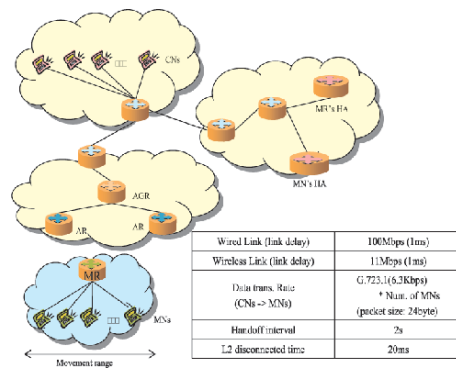 CNs
MR's HA
MN's HA
AGR
AR
AR
MR
MNs
Movement range
Wired Link (link delay) 100Mbps (1ms)
Wireless Link (link delay) 11Mbps (1ms)
Data trans. Rate
(CNs -> MNs)
G.723.1(6.3Kbps)
* Num. of MNs
(packet size: 24byte)
Handoff interval 2s
L2 disconnected time 20ms